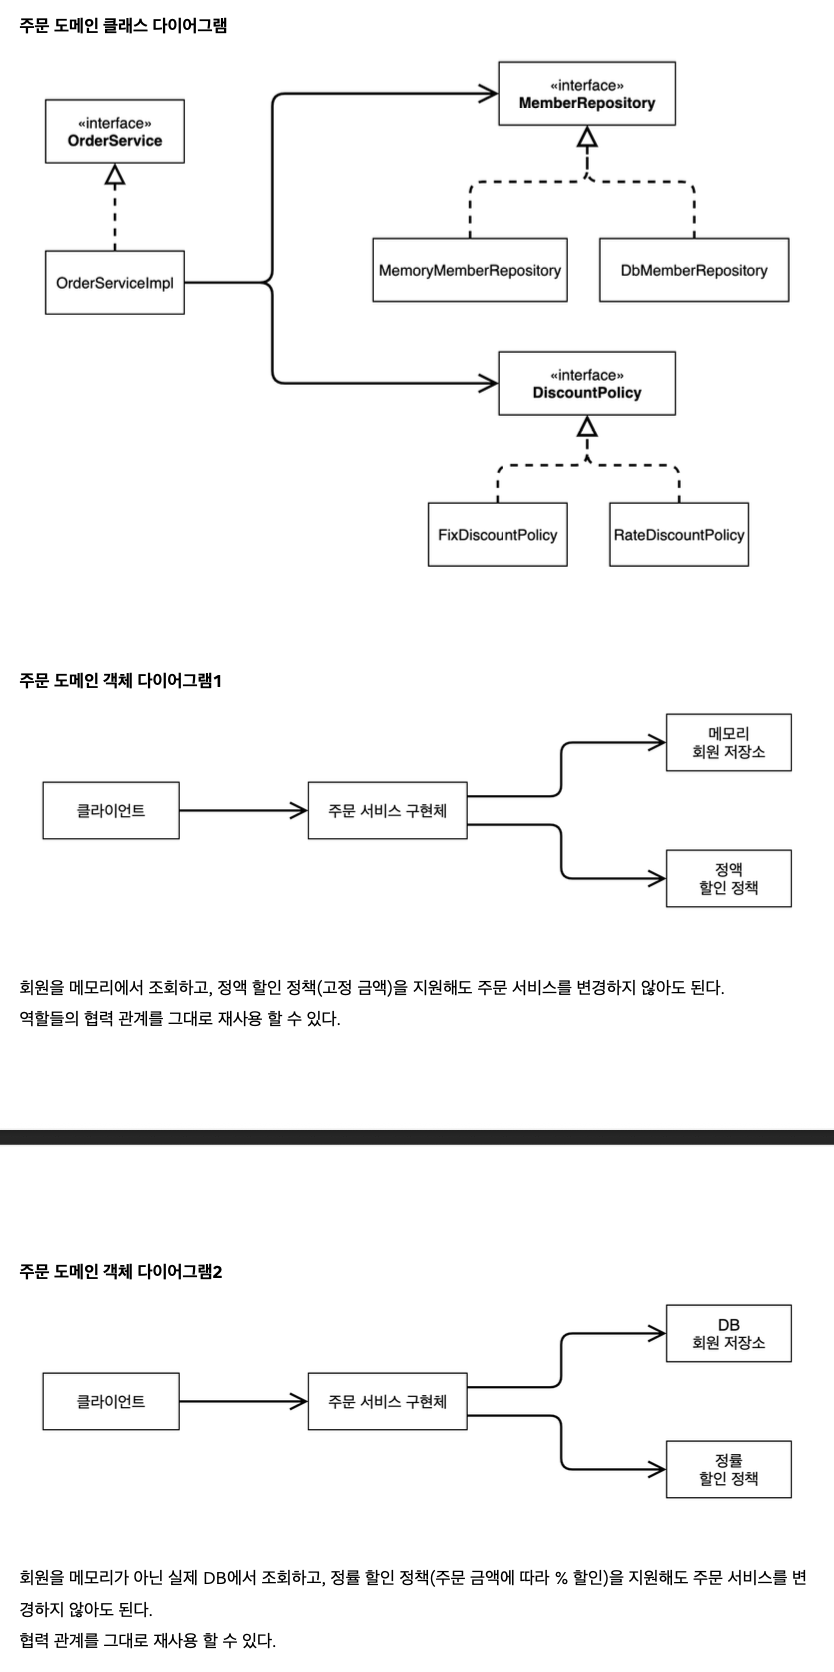 주문 도메인 클래스 다이어그램
«interface»
MemberRepository
«interface»
OrderService
MemoryMemberRepository
DbMemberRepository
OrderServiceImpl
«interface»
DiscountPolicy
FixDiscountPolicy
RateDiscountPolicy
주문 도메인 객체 다이어그램1
메모리
회원 저장소
클라이언트
주문 서비스 구현체
정액
할인 정책
회원을 메모리에서 조회하고, 정액 할인 정책(고정 금액)을 지원해도 주문 서비스를 변경하지 않아도 된다.
역할들의 협력 관계를 그대로 재사용 할 수 있다.
주문 도메인 객체 다이어그램2
DB
회원 저장소
클라이언트
주문 서비스 구현체
정률
할인 정책
회원을 메모리가 아닌 실제 DB에서 조회하고, 정률 할인 정책(주문 금액에 따라 % 할인)을 지원해도 주문 서비스를 변
경하지 않아도 된다.
협력 관계를 그대로 재사용 할 수 있다.